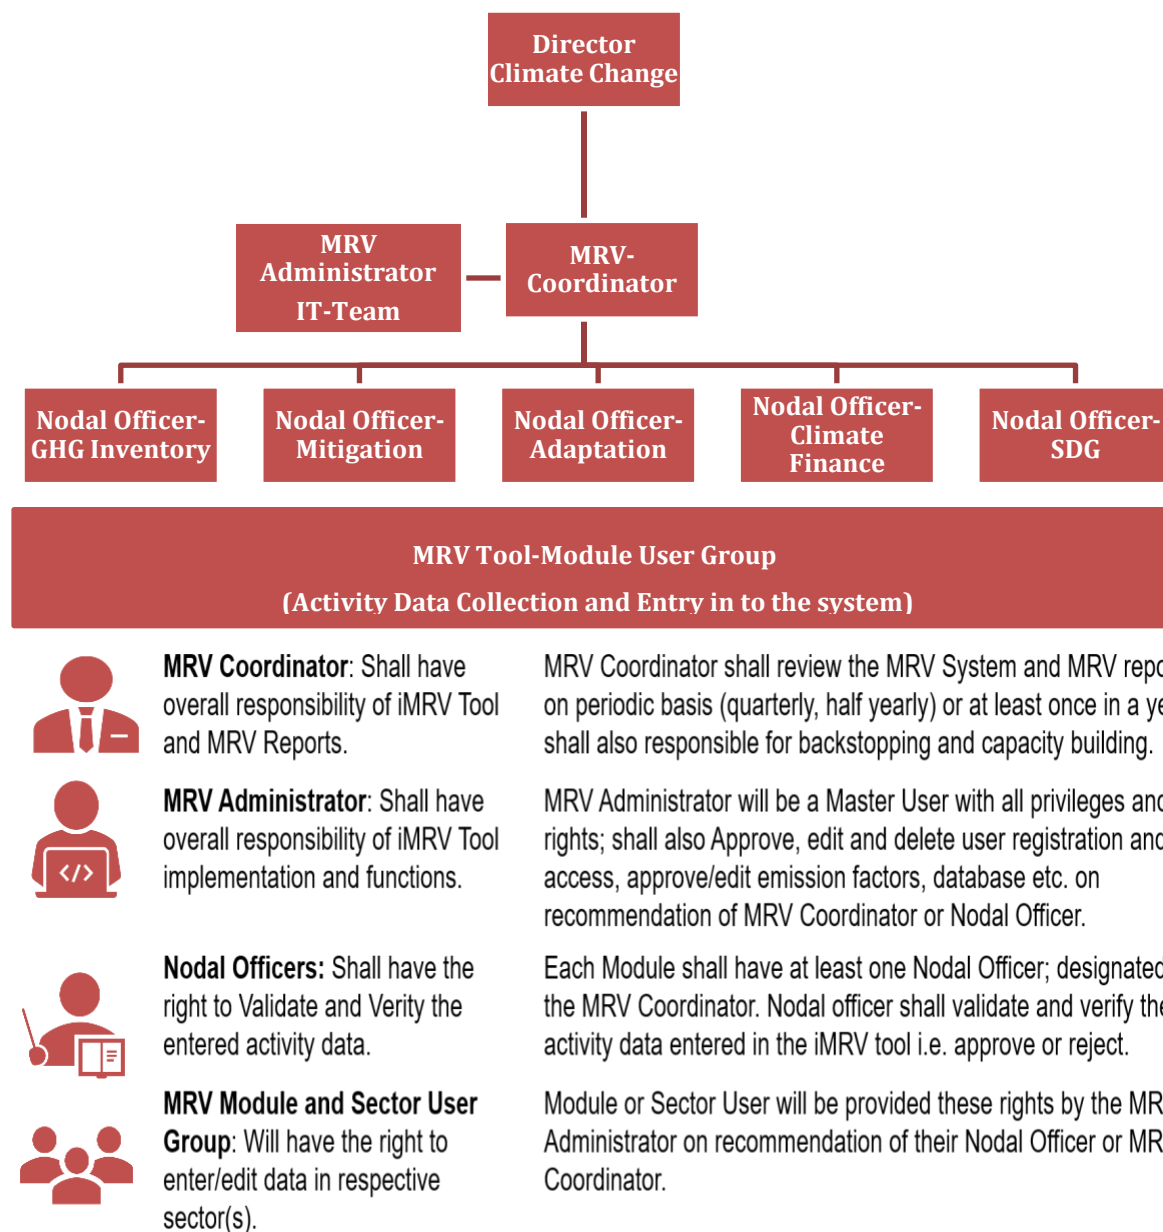 Director
Climate Change
MRV
Administrator
IT-Team
MRV-
Coordinator
Nodal Officer-
GHG Inventory
Nodal Officer-
Mitigation
Nodal Officer-
Adaptation
Nodal Officer-
Climate
Finance
Nodal Officer-
SDG
MRV Tool-Module User Group
(Activity Data Collection and Entry in to the system)
MRV Coordinator: Shall have
overall responsibility of iMRV Tool
and MRV Reports.
MRV Coordinator shall review the MRV System and MRV
on periodic basis (quarterly, half yearly) or at least once in a
shall also responsible for backstopping and capacity building.
</>
MRV Administrator: Shall have
overall responsibility of iMRV Tool
implementation and functions.
MRV Administrator will be a Master User with all privileges and
rights; shall also Approve, edit and delete user registration and
access, approve/edit emission factors, database etc. on
recommendation of MRV Coordinator or Nodal Officer.
Nodal Officers: Shall have the
right to Validate and Verity the
entered activity data.
Each Module shall have at least one Nodal Officer; designated
the MRV Coordinator. Nodal officer shall validate and verify the
activity data entered in the iMRV tool i.e. approve or reject.
MRV Module and Sector User
Group: Will have the right to
enter/edit data in respective
sector(s).
Module or Sector User will be provided these rights by the
Administrator on recommendation of their Nodal Officer or
Coordinator.